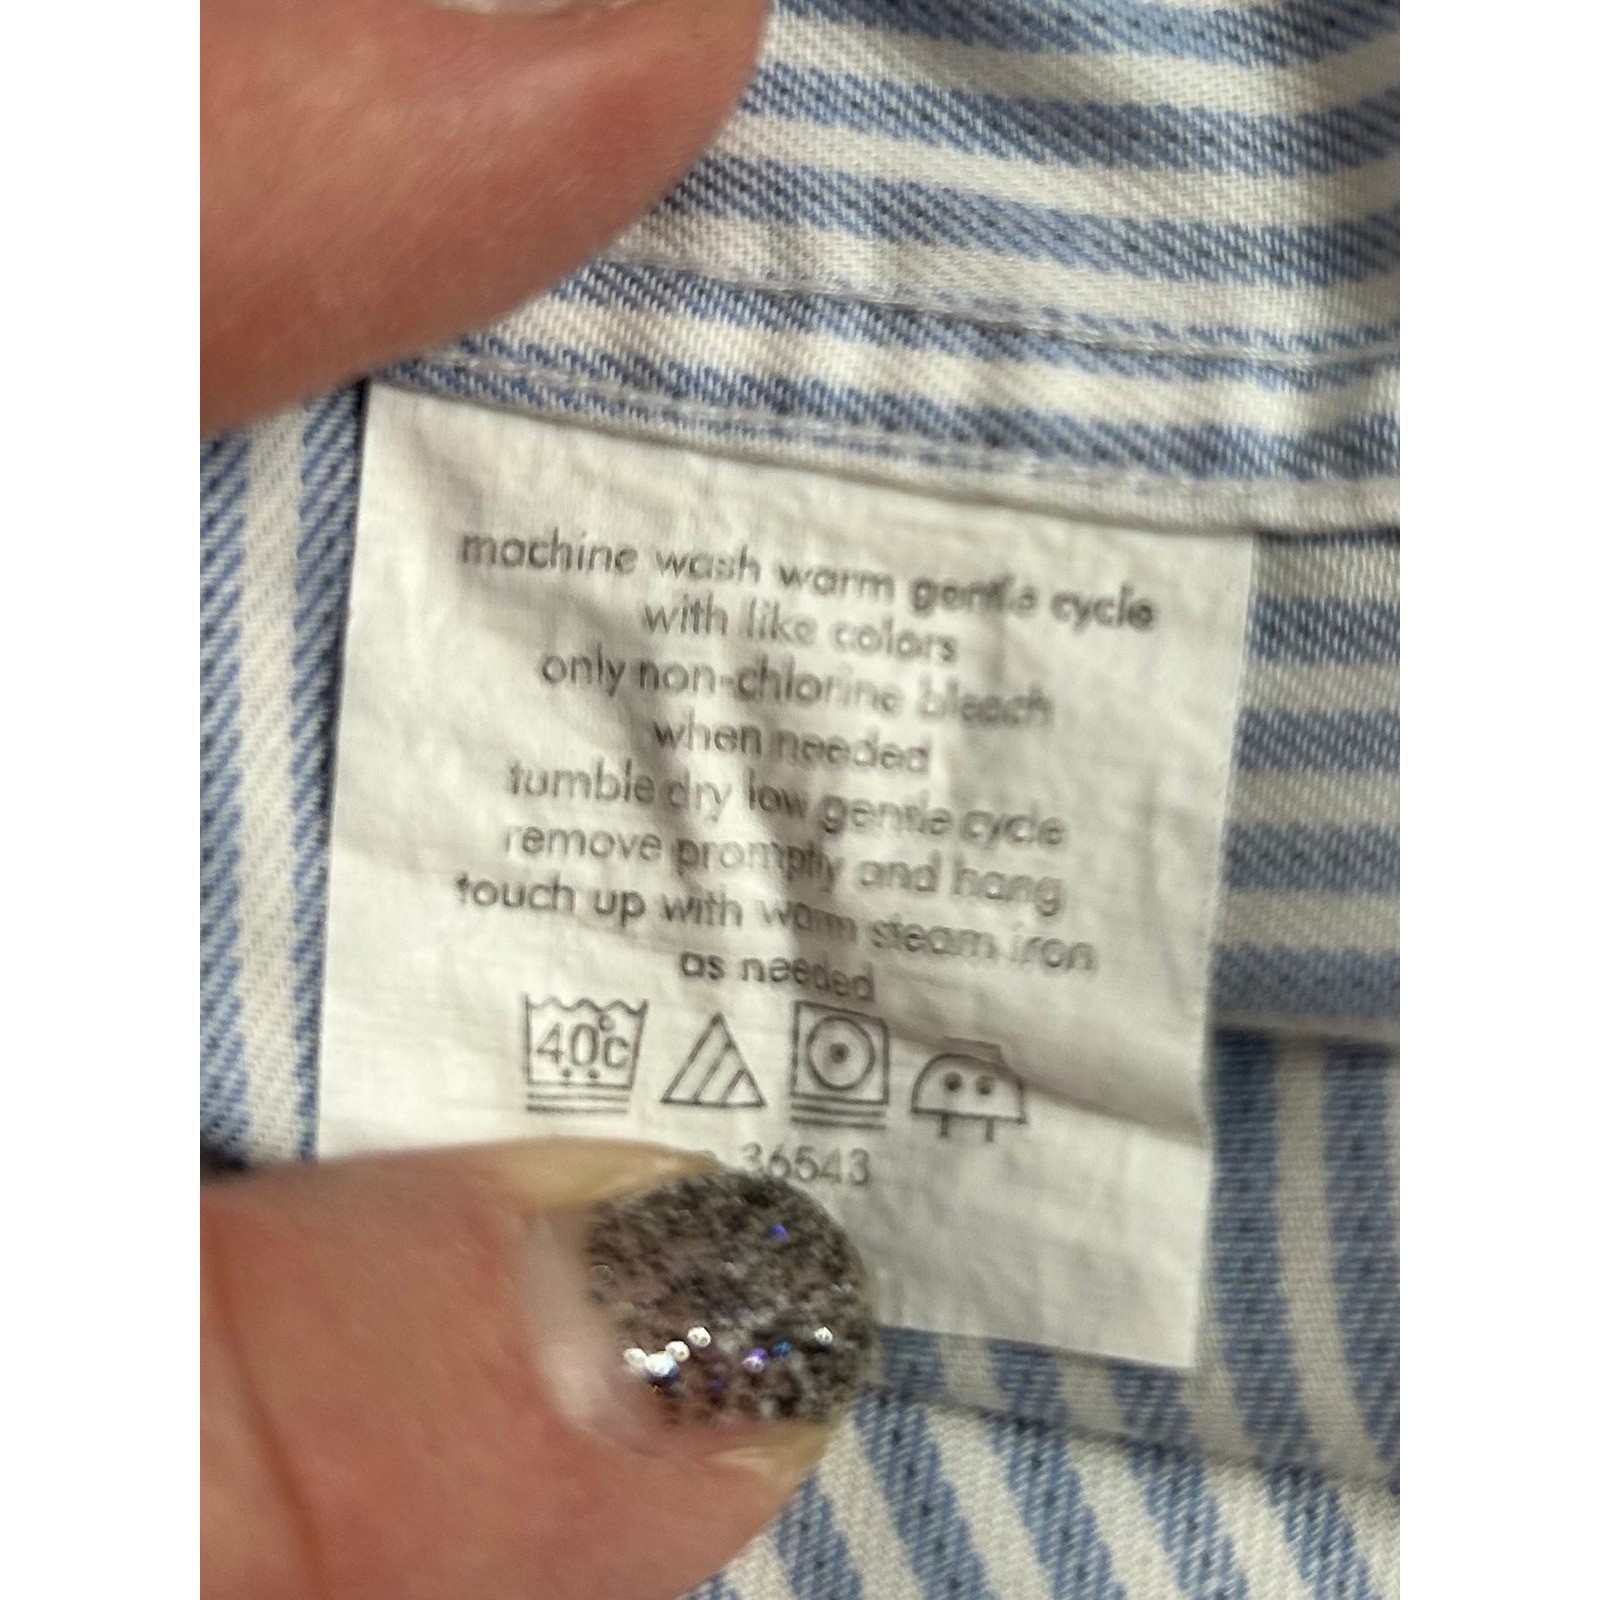 machine wash warm gentle cycle
with like colors
only non-chlorine bleach
when needed
tumble dry low gentle cycle
remove promptly and hang
touch up with warm steam iron
as needed
40°C
36543